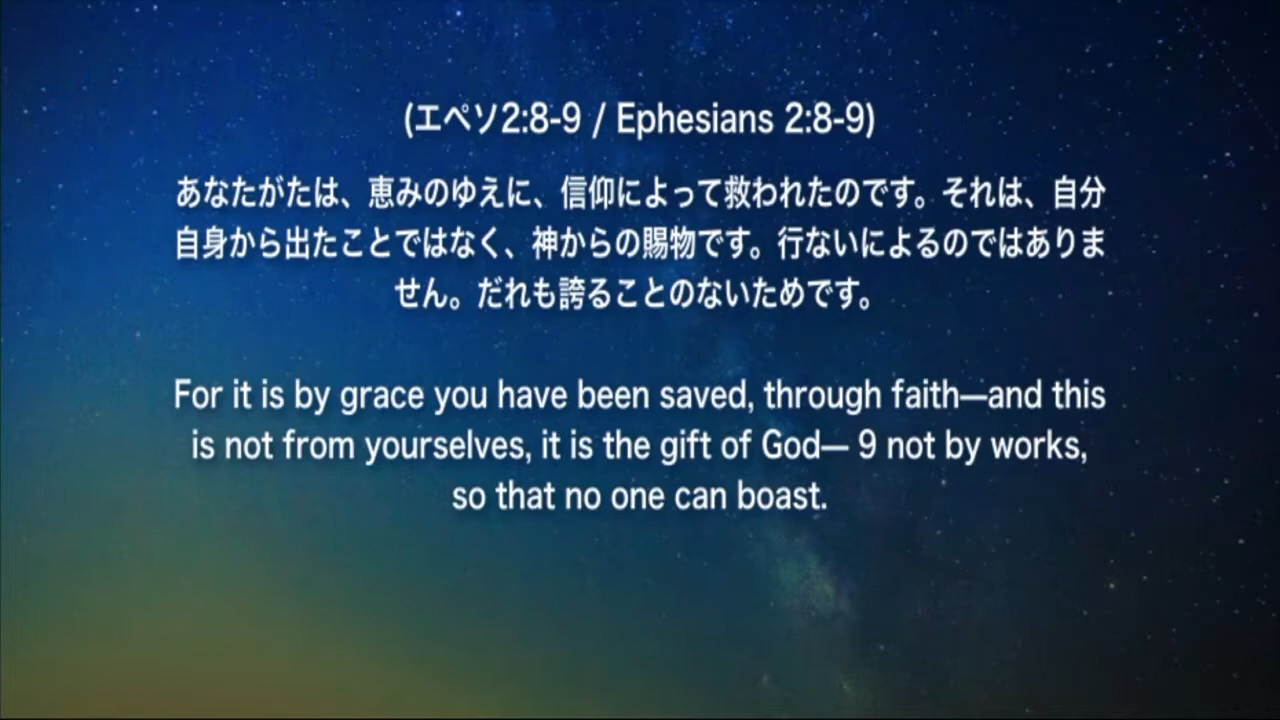 (エペソ2:8-9 / Ephesians 2:8-9)
あなたがたは、恵みのゆえに、信仰によって救われたのです。それは、自分
自身から出たことではなく、神からの賜物です。行ないによるのではありま
せん。だれも誇ることのないためです。
For it is by grace you have been saved, through faith—and this
is not from yourselves, it is the gift of God— 9 not by works,
so that no one can boast.